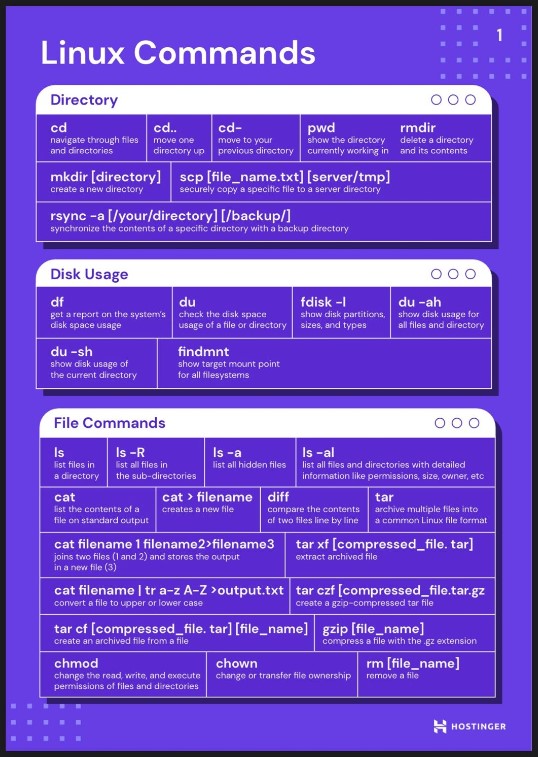 1
Linux Commands
Directory
cd
navigate through files
and directories
cd..
move one
directory up
cd-
move to your
previous directory
pwd
show the directory
currently working in
rmdir
delete a directory
and its contents
mkdir [directory]
create a new directory
scp [file_name.txt] [server/tmp]
securely copy a specific file to a server directory
rsync -a [/your/directory] [/backup/]
synchronize the contents of a specific directory with a backup directory
Disk Usage
df
get a report on the system's
disk space usage
du
check the disk space
usage of a file or directory
fdisk -l
show disk partitions,
sizes, and types
du -ah
show disk usage for
all files and directory
du -sh
show disk usage of
the current directory
findmnt
show target mount point
for all filesystems
File Commands
ls
list files in
a directory
ls -R
list all files in
the sub-directories
ls -a
list all hidden files
ls -al
list all files and directories with detailed
information like permissions, size, owner, etc
cat
list the contents of a
file on standard output
cat > filename
creates a new file
diff
compare the contents
of two files line by line
tar
archive multiple files into
a common Linux file format
cat filename 1 filename2>filename3
joins two files (1 and 2) and stores the output
in a new file (3)
tar xf [compressed_file. tar]
extract archived file
cat filename | tr a-z A-Z >output.txt
convert a file to upper or lower case
tar czf [compressed_file.tar.gz
create a gzip-compressed tar file
tar cf [compressed_file. tar] [file_name]
create an archived file from a file
gzip [file_name]
compress a file with the .gz extension
chmod
change the read, write, and execute
permissions of files and directories
chown
change or transfer file ownership
rm [file_name]
remove a file
HOSTINGER